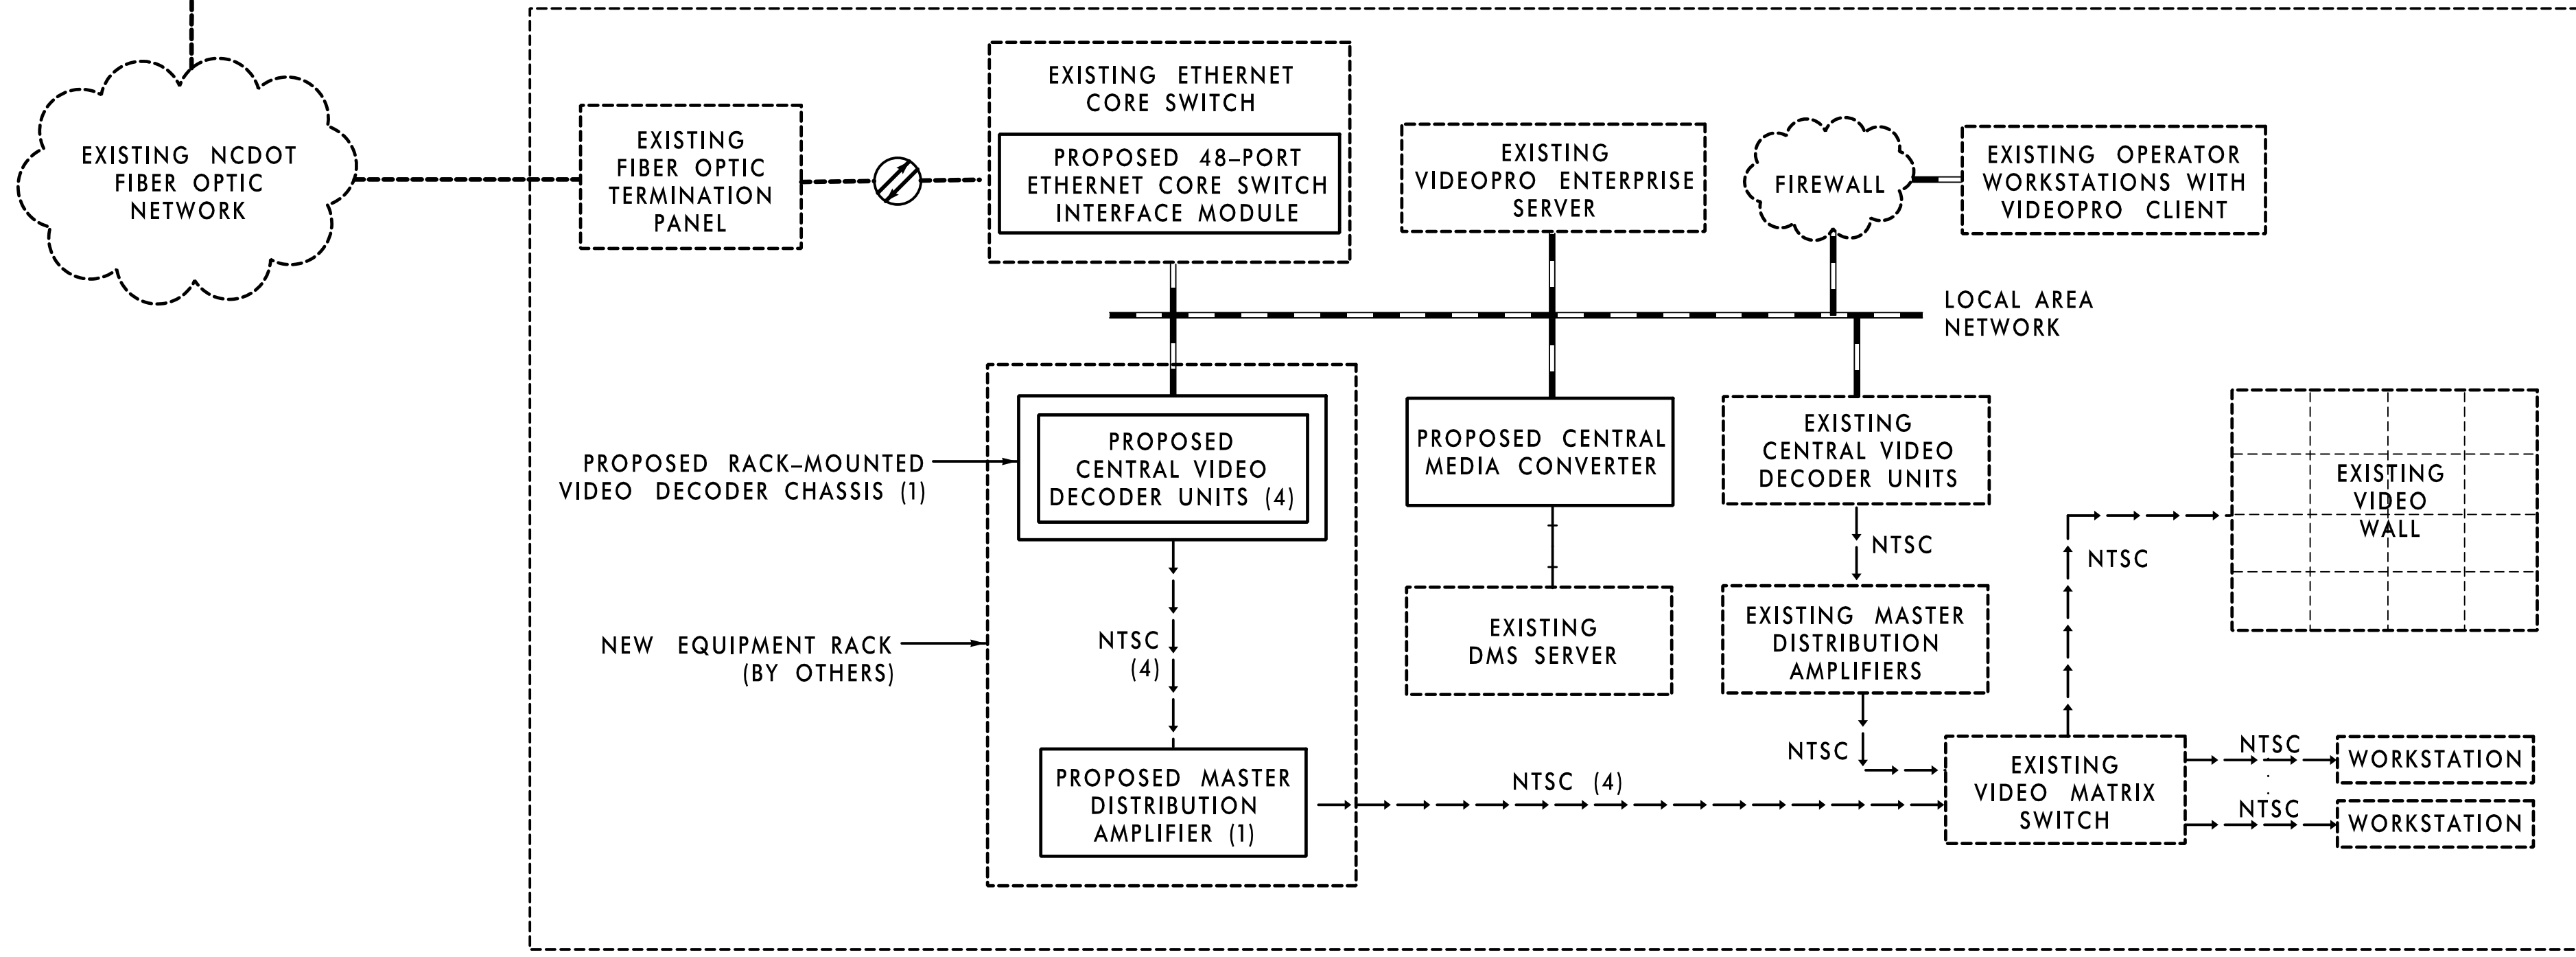 EXISTING NCDOT
FIBER OPTIC
NETWORK
EXISTING
FIBER OPTIC
TERMINATION
PANEL
EXISTING ETHERNET
CORE SWITCH
PROPOSED 48-PORT
ETHERNET CORE SWITCH
INTERFACE MODULE
EXISTING
VIDEOPRO ENTERPRISE
SERVER
FIREWALL
EXISTING OPERATOR
WORKSTATIONS WITH
VIDEOPRO CLIENT
LOCAL AREA
NETWORK
PROPOSED RACK-MOUNTED
VIDEO DECODER CHASSIS (1)
PROPOSED
CENTRAL VIDEO
DECODER UNITS (4)
PROPOSED CENTRAL
MEDIA CONVERTER
EXISTING
CENTRAL VIDEO
DECODER UNITS
EXISTING
VIDEO
WALL
NTSC
NTSC
NEW EQUIPMENT RACK
(BY OTHERS)
NTSC
(4)
EXISTING
DMS SERVER
EXISTING MASTER
DISTRIBUTION
AMPLIFIERS
PROPOSED MASTER
DISTRIBUTION
AMPLIFIER (1)
NTSC (4)
NTSC
EXISTING
VIDEO MATRIX
SWITCH
NTSC
WORKSTATION
NTSC
WORKSTATION